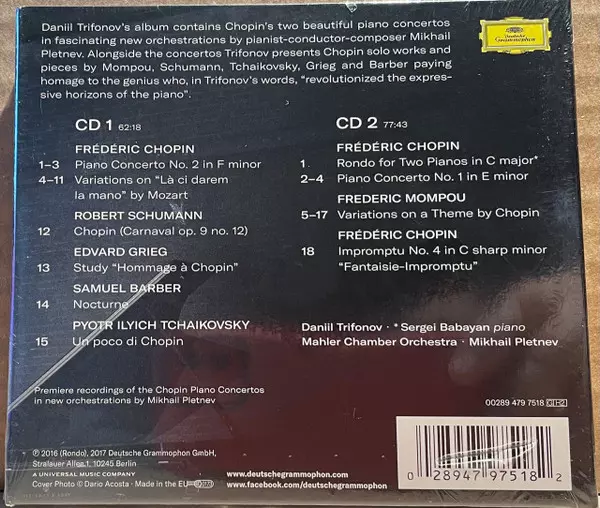 Daniil Trifonov's album contains Chopin's two beautiful piano concertos
in fascinating new orchestrations by pianist-conductor-composer Mikhail
Pletnev. Alongside the concertos Trifonov presents Chopin solo works and
pieces by Mompou, Schumann, Tchaikovsky, Grieg and Barber paying
homage to the genius who, in Trifonov's words, "revolutionized the expres-
sive horizons of the piano".
Deutsche
Grammophon
CD 1 62:18
FRÉDÉRIC CHOPIN
1–3 Piano Concerto No. 2 in F minor
4–11 Variations on "Là ci darem
la mano" by Mozart
ROBERT SCHUMANN
12 Chopin (Carnaval op. 9 no. 12)
EDVARD GRIEG
13 Study "Hommage à Chopin"
SAMUEL BARBER
14 Nocturne
PYOTR ILYICH TCHAIKOVSKY
15 Un poco di Chopin
CD 2 77:43
FRÉDÉRIC CHOPIN
1 Rondo for Two Pianos in C major*
2–4 Piano Concerto No. 1 in E minor
FREDERIC MOMPOU
5–17 Variations on a Theme by Chopin
FRÉDÉRIC CHOPIN
18 Impromptu No. 4 in C sharp minor
"Fantaisie-Impromptu"
Daniil Trifonov · *Sergei Babayan piano
Mahler Chamber Orchestra · Mikhail Pletnev
Premiere recordings of the Chopin Piano Concertos
in new orchestrations by Mikhail Pletnev
00289 479 7518 GH2
℗ 2016 (Rondo), 2017 Deutsche Grammophon GmbH,
Stralauer Allee 1, 10245 Berlin
A UNIVERSAL MUSIC COMPANY
Cover Photo © Dario Acosta · Made in the EU
www.deutschegrammophon.com
www.facebook.com/deutschegrammophon
0 28947 97518 2